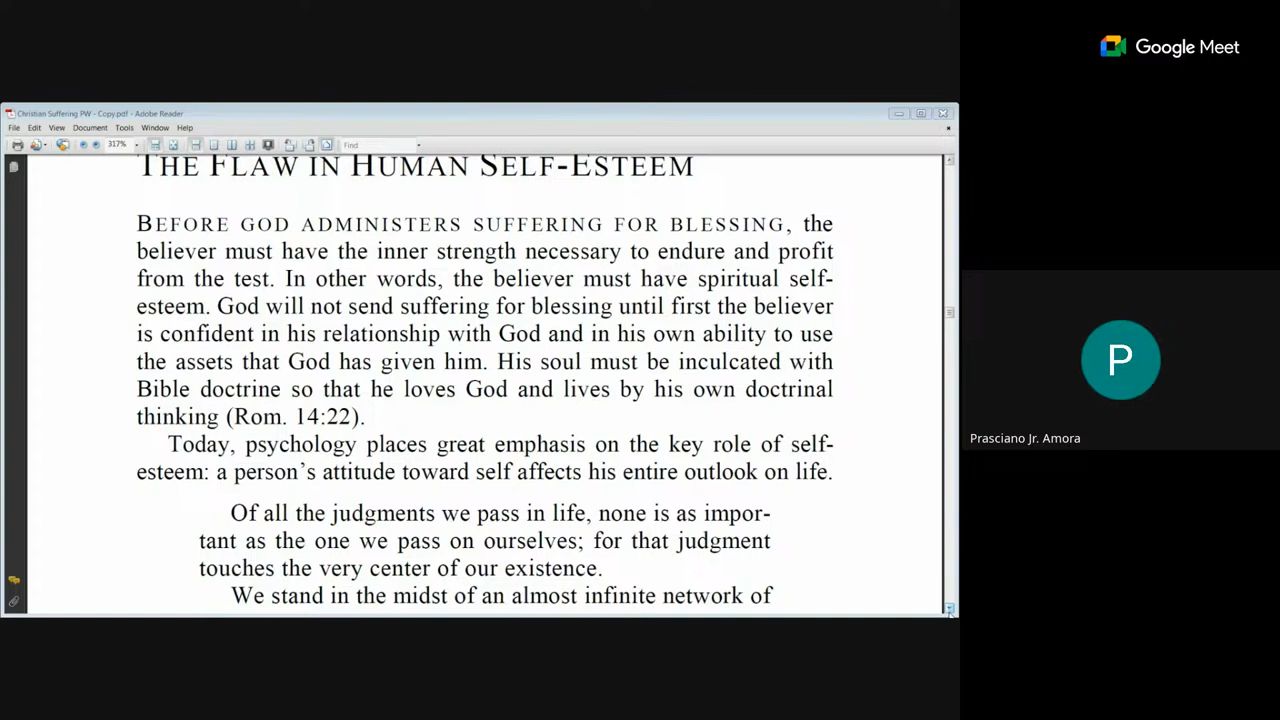 Google Meet
Christian Suffering PW - Copy.pdf - Adobe Reader
File Edit View Document Tools Window Help
317%
Find
THE FLAW IN HUMAN SELF-ESTEEM
BEFORE GOD ADMINISTERS SUFFERING FOR BLESSING, the
believer must have the inner strength necessary to endure and profit
from the test. In other words, the believer must have spiritual self-
esteem. God will not send suffering for blessing until first the believer
is confident in his relationship with God and in his own ability to use
the assets that God has given him. His soul must be inculcated with
Bible doctrine so that he loves God and lives by his own doctrinal
thinking (Rom. 14:22).
Today, psychology places great emphasis on the key role of self-
esteem: a person’s attitude toward self affects his entire outlook on life.
Of all the judgments we pass in life, none is as impor-
tant as the one we pass on ourselves; for that judgment
touches the very center of our existence.
We stand in the midst of an almost infinite network of
P
Prasciano Jr. Amora